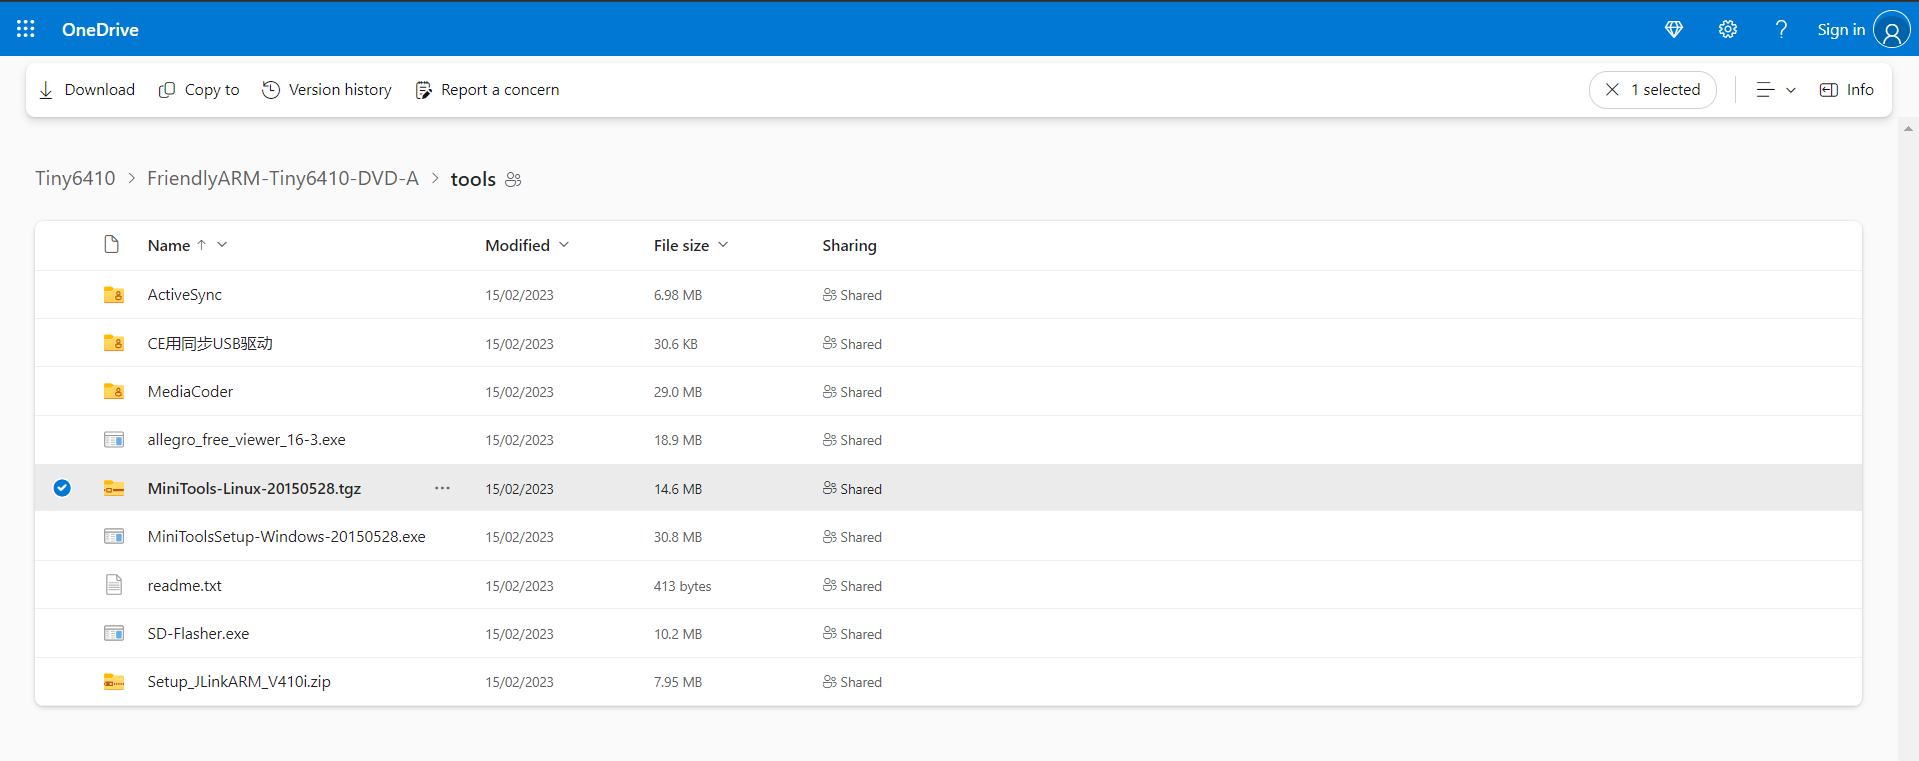 OneDrive
Sign in
Download Copy to Version history Report a concern 1 selected Info
Tiny6410 > FriendlyARM-Tiny6410-DVD-A > tools
Name Modified File size Sharing
ActiveSync 15/02/2023 6.98 MB Shared
CE用同步USB驱动 15/02/2023 30.6 KB Shared
MediaCoder 15/02/2023 29.0 MB Shared
allegro_free_viewer_16-3.exe 15/02/2023 18.9 MB Shared
MiniTools-Linux-20150528.tgz ··· 15/02/2023 14.6 MB Shared
MiniToolsSetup-Windows-20150528.exe 15/02/2023 30.8 MB Shared
readme.txt 15/02/2023 413 bytes Shared
SD-Flasher.exe 15/02/2023 10.2 MB Shared
Setup_JLinkARM_V410i.zip 15/02/2023 7.95 MB Shared